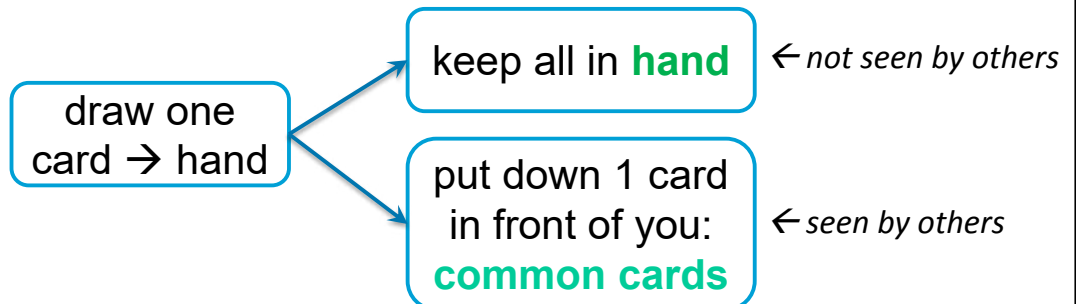 draw one
card → hand
keep all in hand
← not seen by others
put down 1 card
in front of you:
common cards
← seen by others